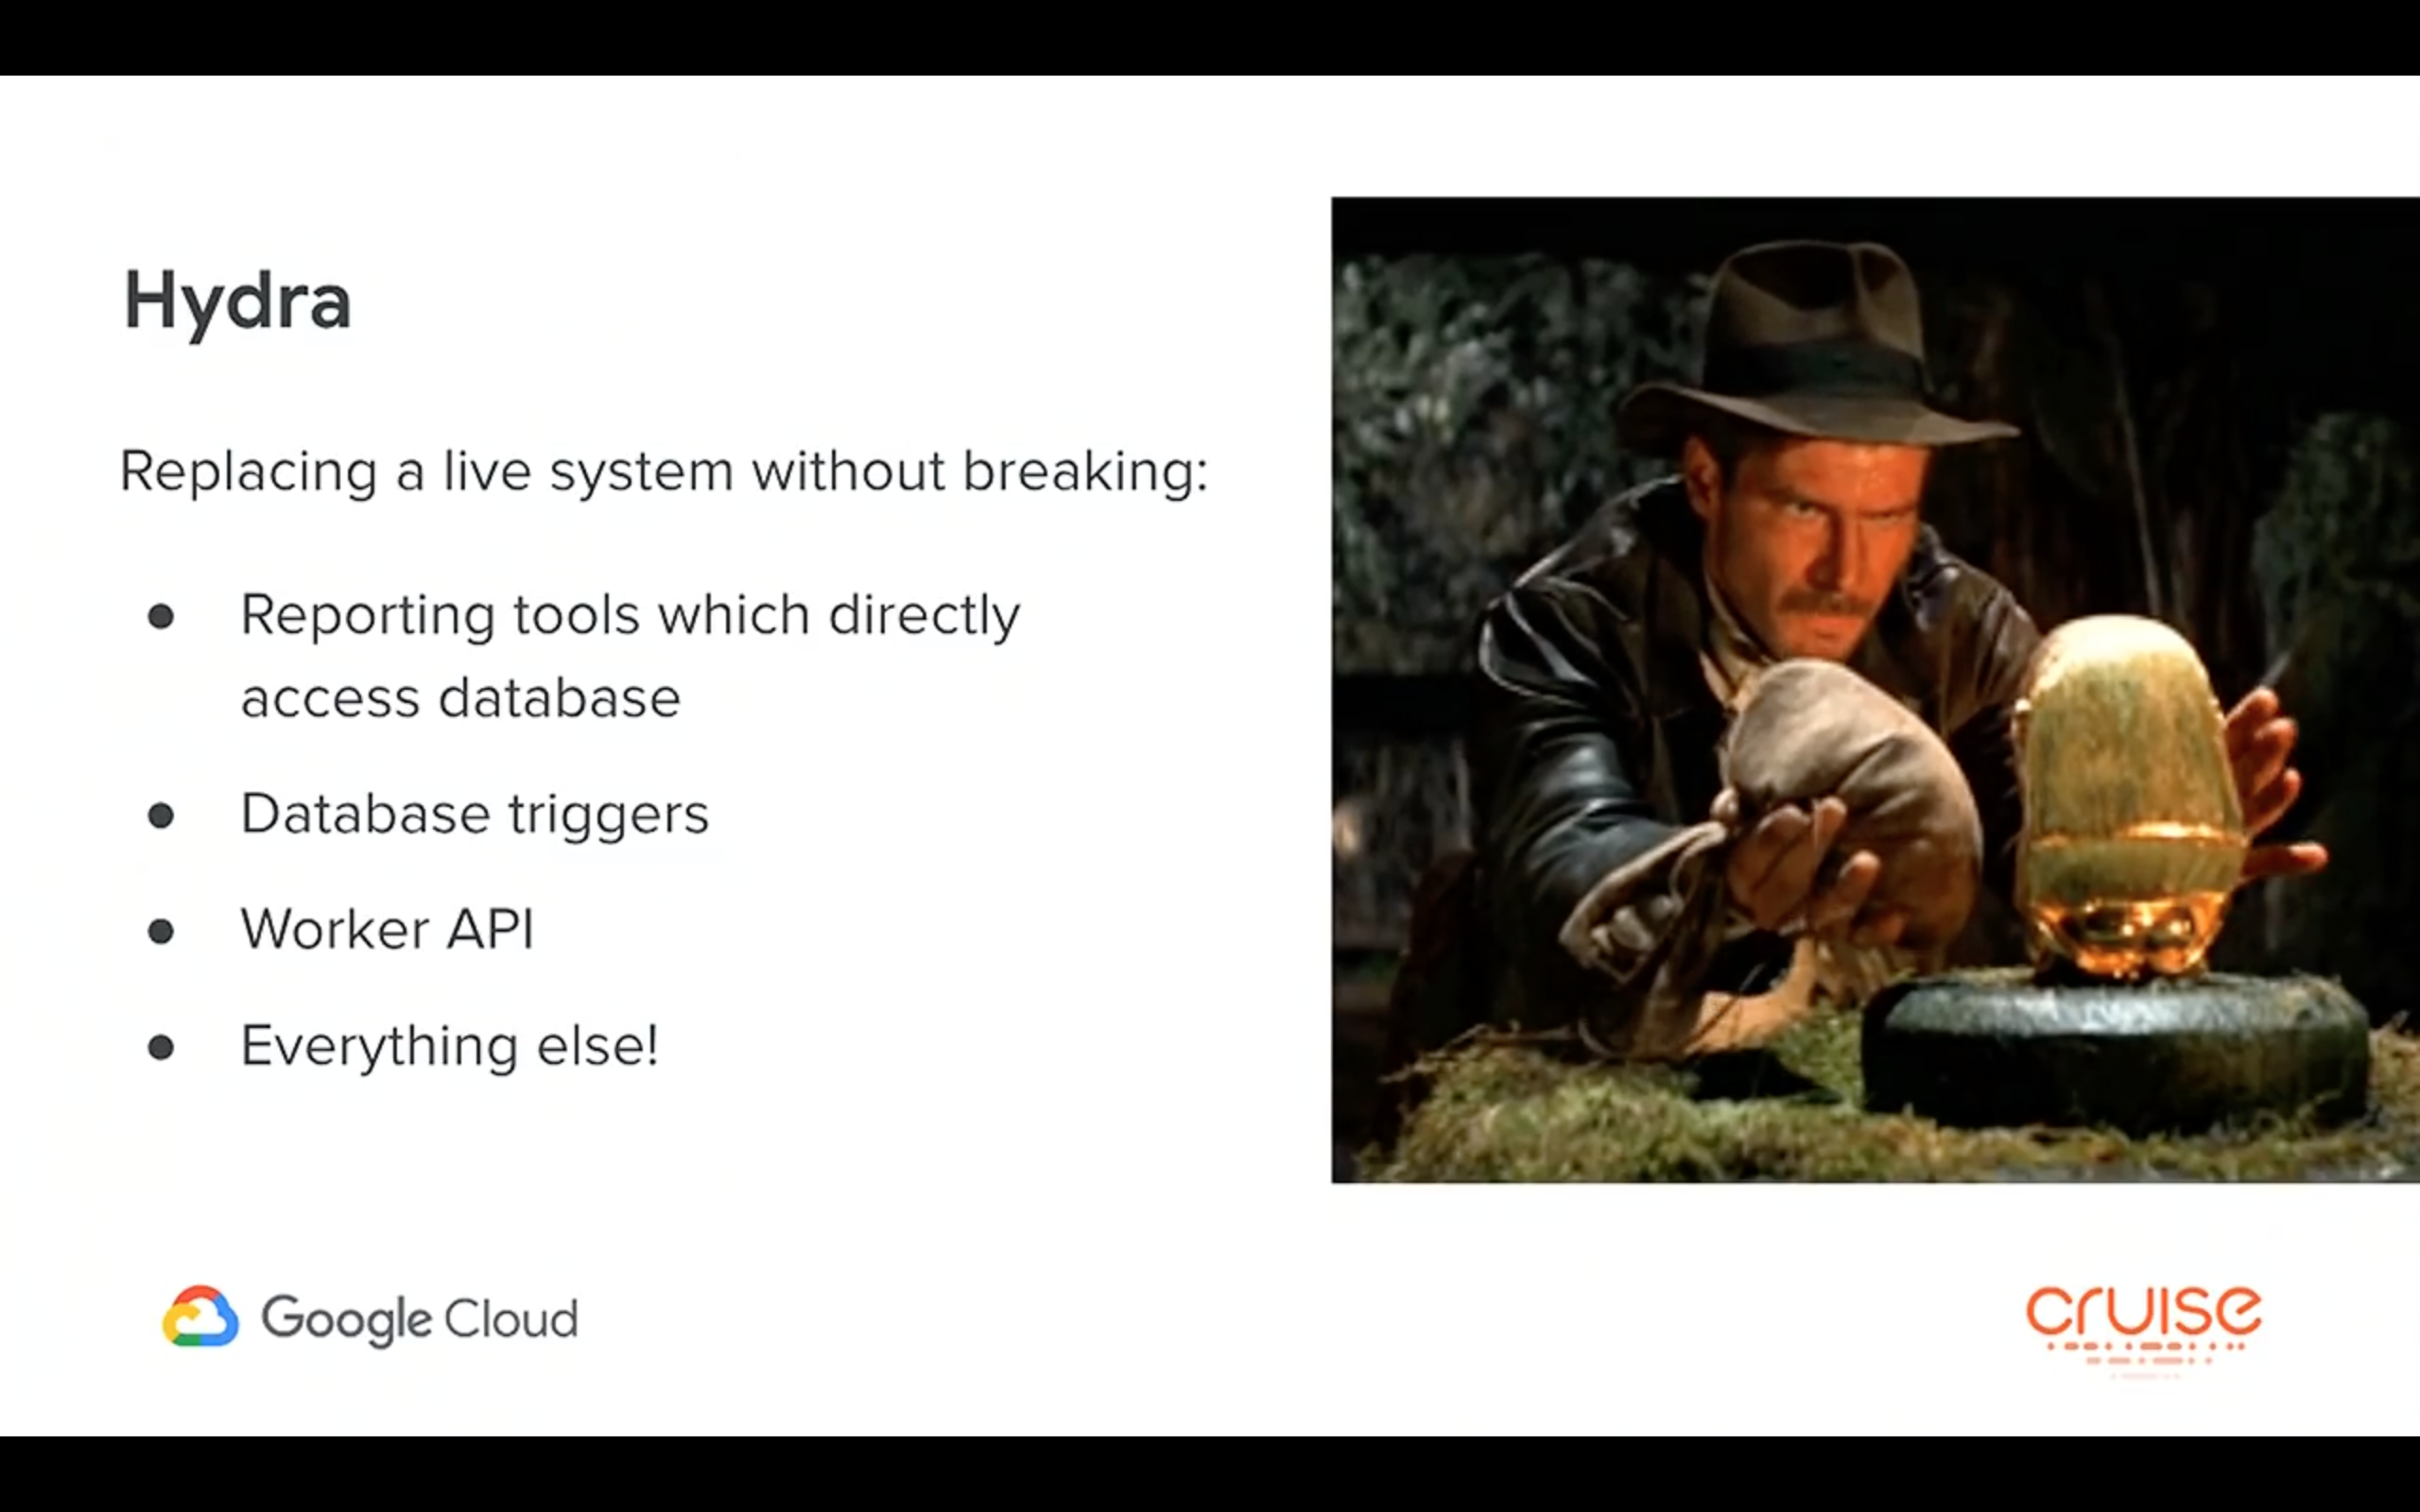 Hydra
Replacing a live system without breaking:
● Reporting tools which directly
access database
● Database triggers
● Worker API
● Everything else!
Google Cloud
cruise